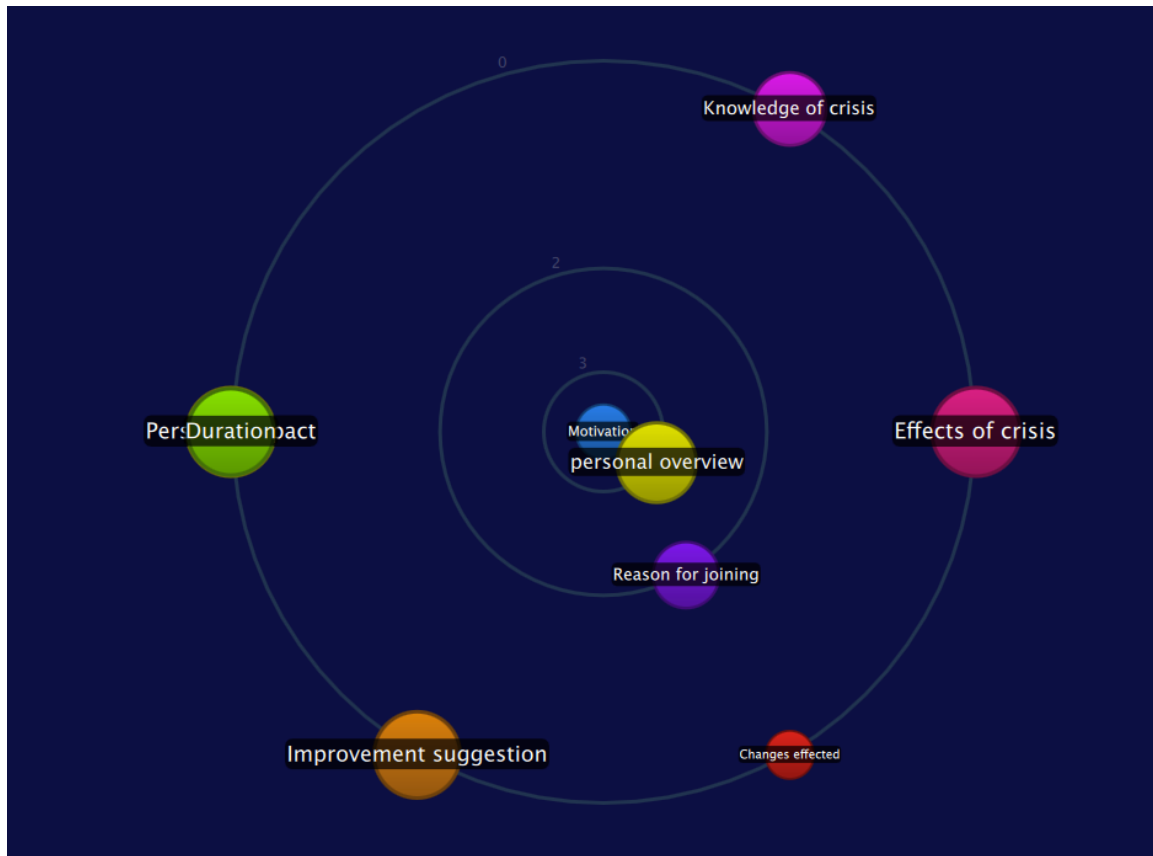 0
Knowledge of crisis
2
3
Motivation
personal overview
Duration
Effects of crisis
Reason for joining
Improvement suggestion
Changes effected